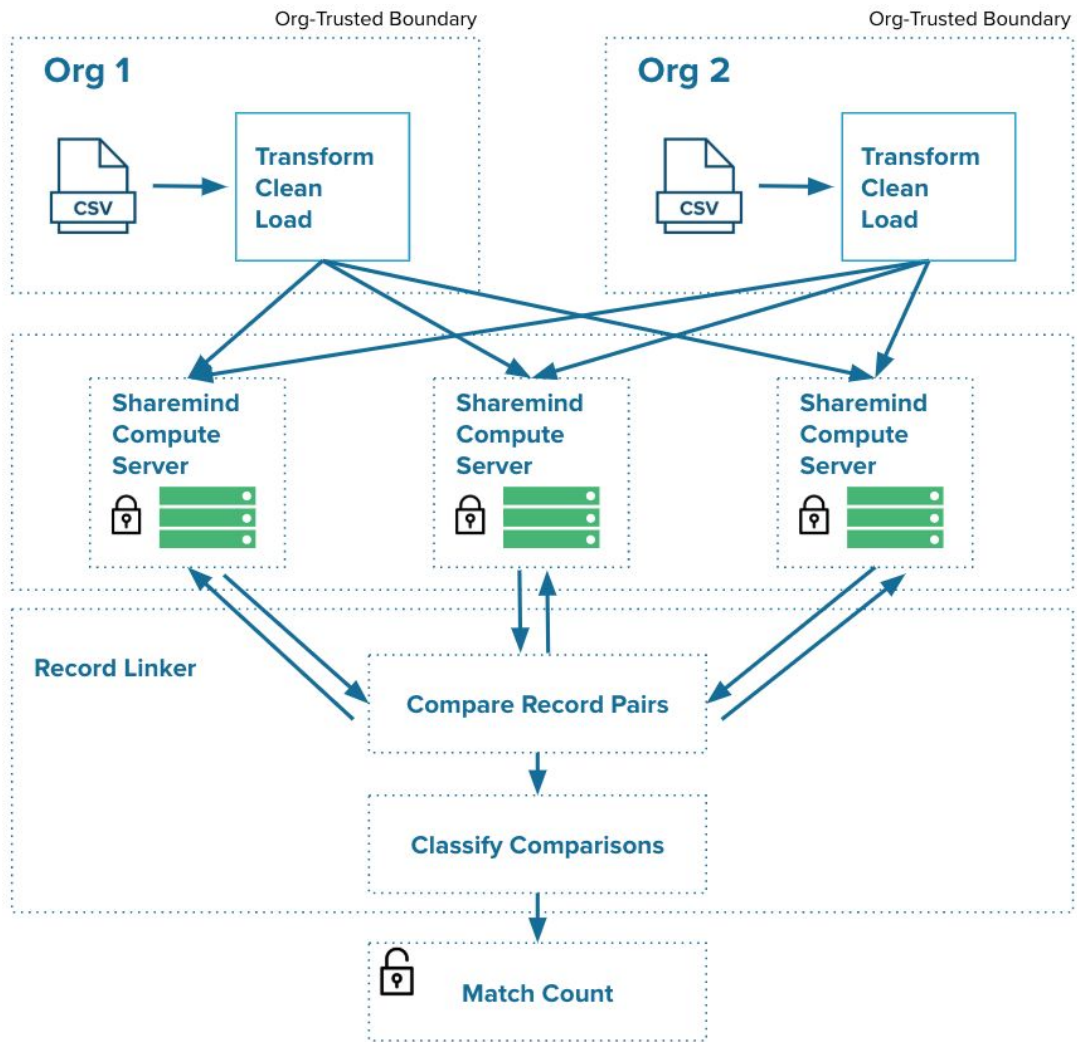 Org-Trusted Boundary
Org-Trusted Boundary
Org 1
Org 2
CSV
Transform
Clean
Load
CSV
Transform
Clean
Load
Sharemind
Compute
Server
Sharemind
Compute
Server
Sharemind
Compute
Server
Record Linker
Compare Record Pairs
Classify Comparisons
Match Count